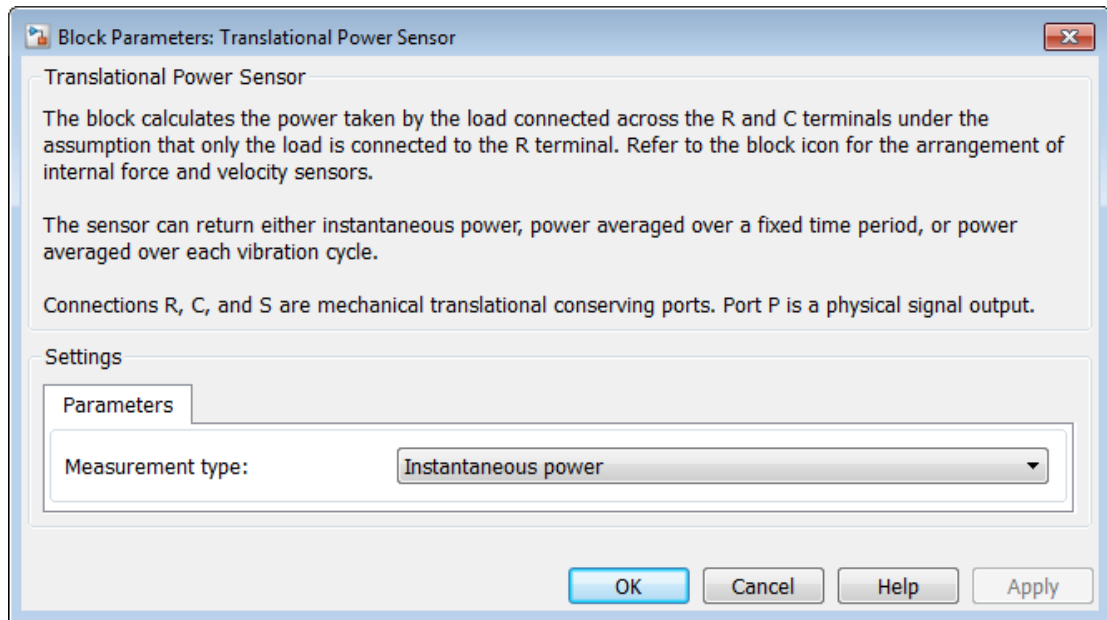 Block Parameters: Translational Power Sensor
Translational Power Sensor
The block calculates the power taken by the load connected across the R and C terminals under the
assumption that only the load is connected to the R terminal. Refer to the block icon for the arrangement of
internal force and velocity sensors.
The sensor can return either instantaneous power, power averaged over a fixed time period, or power
averaged over each vibration cycle.
Connections R, C, and S are mechanical translational conserving ports. Port P is a physical signal output.
Settings
Parameters
Measurement type: Instantaneous power
OK Cancel Help Apply